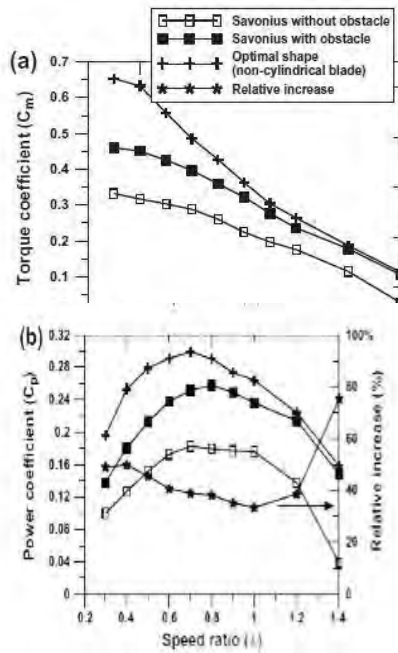 Savonius without obstacle
Savonius with obstacle
Optimal shape
(non-cylindrical blade)
Relative increase
(a)
Torque coefficient (Cm)
0.7
0.6
0.5
0.4
0.3
0.2
0.1
(b)
Power coefficient (Cp)
0.32
0.28
0.24
0.2
0.16
0.12
0.08
0.04
0
100%
80
60
40
20
0
Relative increase (%)
0.2 0.4 0.6 0.8 1 1.2 1.4
Speed ratio (λ)